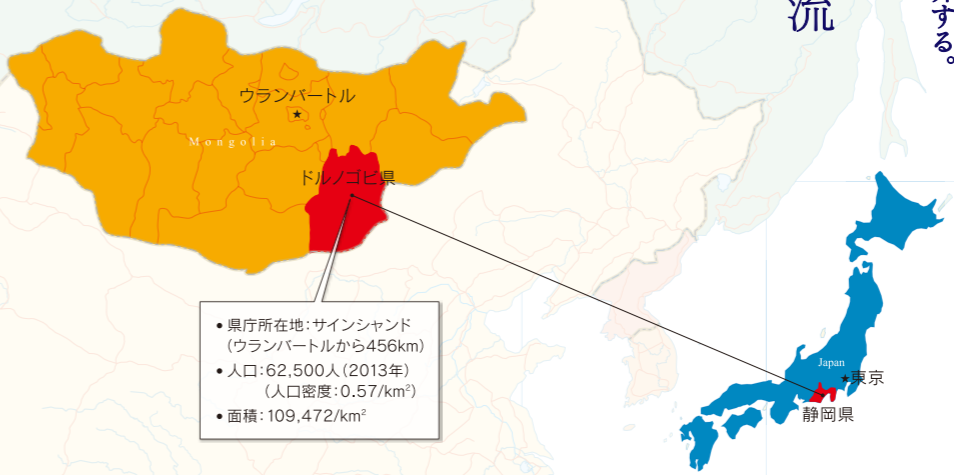 する。
流
ウランバートル
Mongolia
ドルノゴビ県
• 県庁所在地：サインシャンド
（ウランバートルから456km）
• 人口：62,500人（2013年）
（人口密度：0.57/km²）
• 面積：109,472/km²
Japan
東京
静岡県